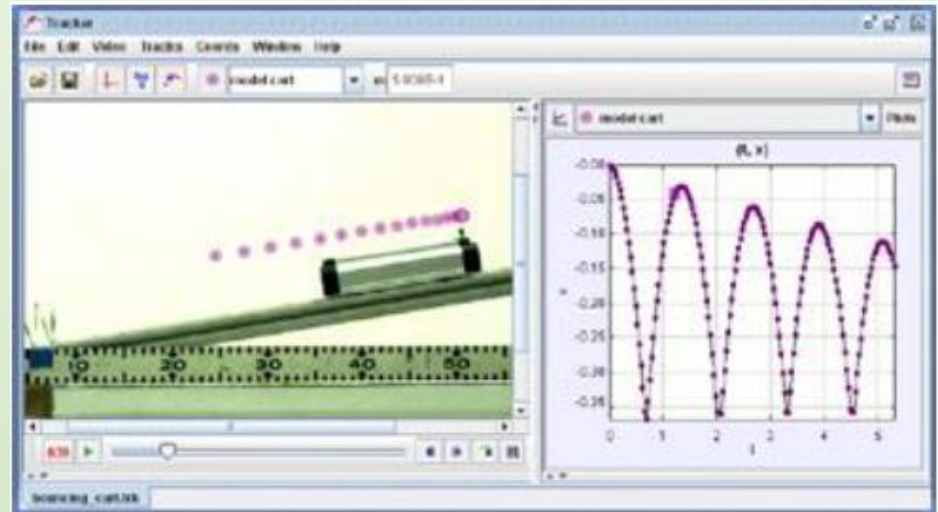 Tracker
File Edit Video Tracks Coords Window Help
model cart
m
model cart
Plots
(t, x)
-0.00
-0.05
-0.10
-0.15
-0.20
-0.25
-0.30
-0.35
x
0 1 2 3 4 5
t
10 20 30 40 50
bouncing_cart.trk